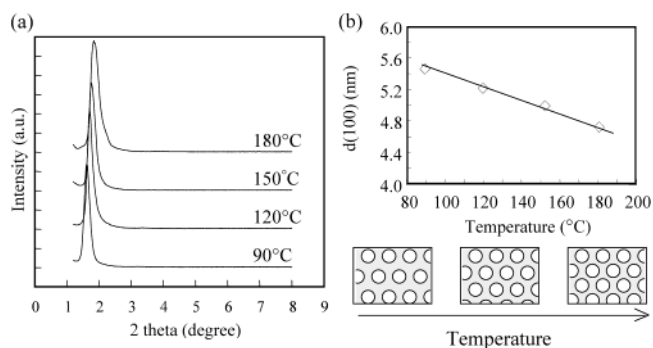 (a)
Intensity (a.u.)
180°C
150°C
120°C
90°C
0 1 2 3 4 5 6 7 8 9
2 theta (degree)
(b)
d(100) (nm)
6.0
5.6
5.2
4.8
4.4
4.0
80 100 120 140 160 180 200
Temperature (°C)
Temperature